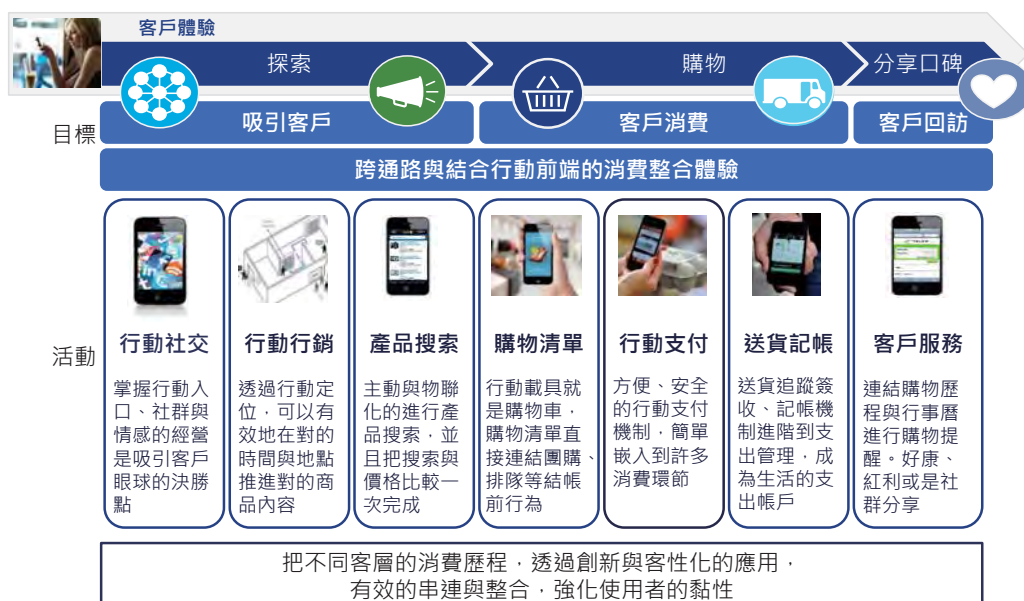 客戶體驗
探索
購物
分享口碑
目標
吸引客戶
客戶消費
客戶回訪
跨通路與結合行動前端的消費整合體驗
活動
行動社交
掌握行動入
口、社群與
情感的經營
是吸引客戶
眼球的決勝
點
行動行銷
透過行動定
位，可以有
效地在對的
時間與地點
推進對的商
品內容
產品搜索
主動與物聯
化的進行產
品搜索，並
且把搜索與
價格比較一
次完成
購物清單
行動載具就
是購物車，
購物清單直
接連結團購、
排隊等結帳
前行為
行動支付
方便、安全
的行動支付
機制，簡單
嵌入到許多
消費環節
送貨記帳
送貨追蹤簽
收、記帳機
制進階到支
出管理，成
為生活的支
出帳戶
客戶服務
連結購物歷
程與行事曆
進行購物提
醒。好康、
紅利或是社
群分享
把不同客層的消費歷程，透過創新與客性化的應用，
有效的串連與整合，強化使用者的黏性